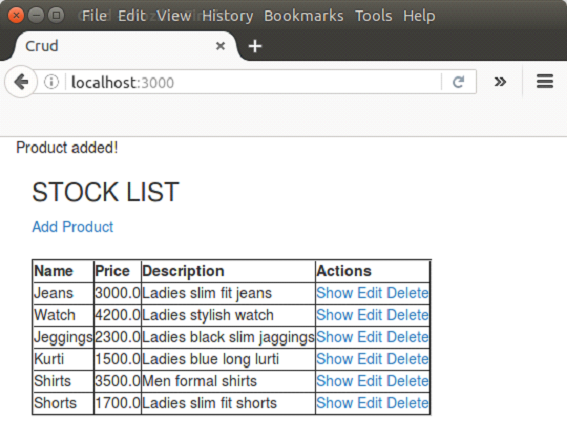 File Edit View History Bookmarks Tools Help
Crud
localhost:3000
Product added!
STOCK LIST
Add Product
Name Price Description Actions
Jeans 3000.0 Ladies slim fit jeans Show Edit Delete
Watch 4200.0 Ladies stylish watch Show Edit Delete
Jeggings 2300.0 Ladies black slim jaggings Show Edit Delete
Kurti 1500.0 Ladies blue long lurti Show Edit Delete
Shirts 3500.0 Men formal shirts Show Edit Delete
Shorts 1700.0 Ladies slim fit shorts Show Edit Delete